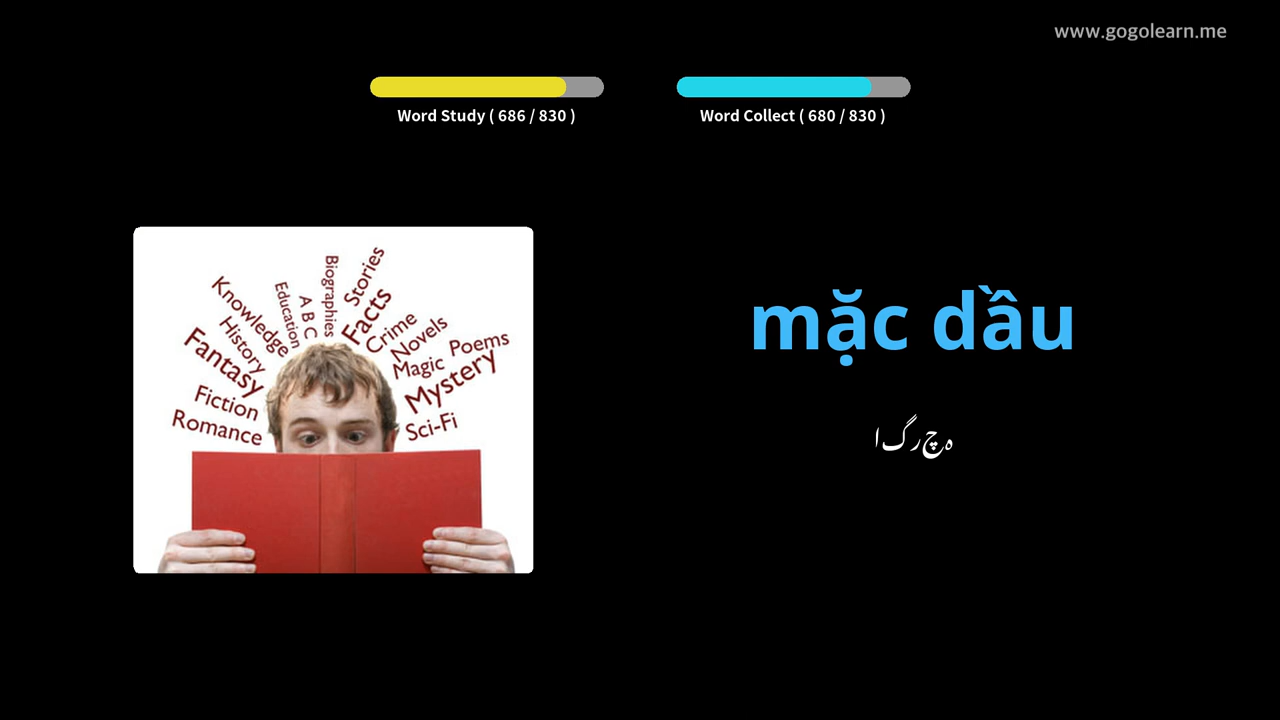 www.gogolearn.me
Word Study ( 686 / 830 )
Word Collect ( 680 / 830 )
Stories
Biographies
Facts
Education
A B C
Knowledge
Crime
Novels
History
Poems
Fantasy
Magic
Mystery
Fiction
Sci-Fi
Romance
mặc dầu
ہچرگا